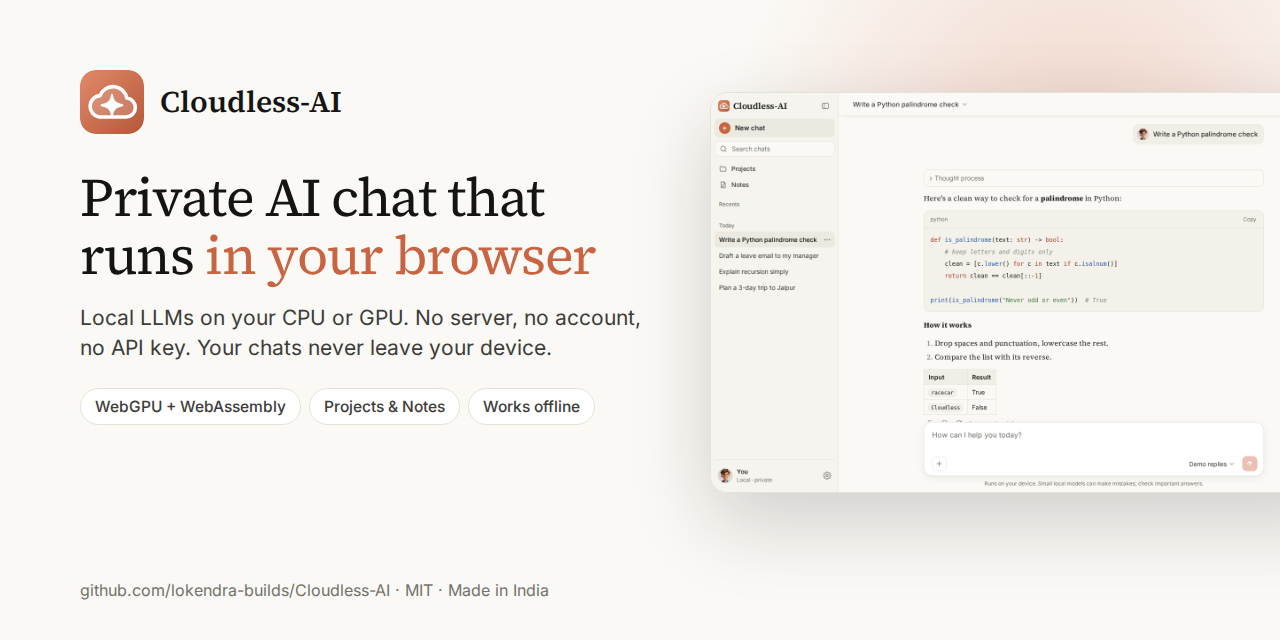 Cloudless-AI
Private AI chat that
runs in your browser
Local LLMs on your CPU or GPU. No server, no account,
no API key. Your chats never leave your device.
WebGPU + WebAssembly
Projects & Notes
Works offline
github.com/lokendra-builds/Cloudless-AI · MIT · Made in India
Cloudless-AI
New chat
Search chats
Projects
Notes
Recents
Today
Write a Python palindrome check ···
Draft a leave email to my manager
Explain recursion simply
Plan a 3-day trip to Jaipur
You
Local · private
Write a Python palindrome check
Write a Python palindrome check
Thought process
Here's a clean way to check for a palindrome in Python:
python
Copy
def is_palindrome(text: str) -> bool:
# Keep letters and digits only
clean = [c.lower() for c in text if c.isalnum()]
return clean == clean[::-1]
print(is_palindrome("Never odd or even")) # True
How it works
1. Drop spaces and punctuation, lowercase the rest.
2. Compare the list with its reverse.
Input Result
racecar True
Cloudless False
How can I help you today?
Demo replies
Runs on your device. Small local models can make mistakes; check important answers.